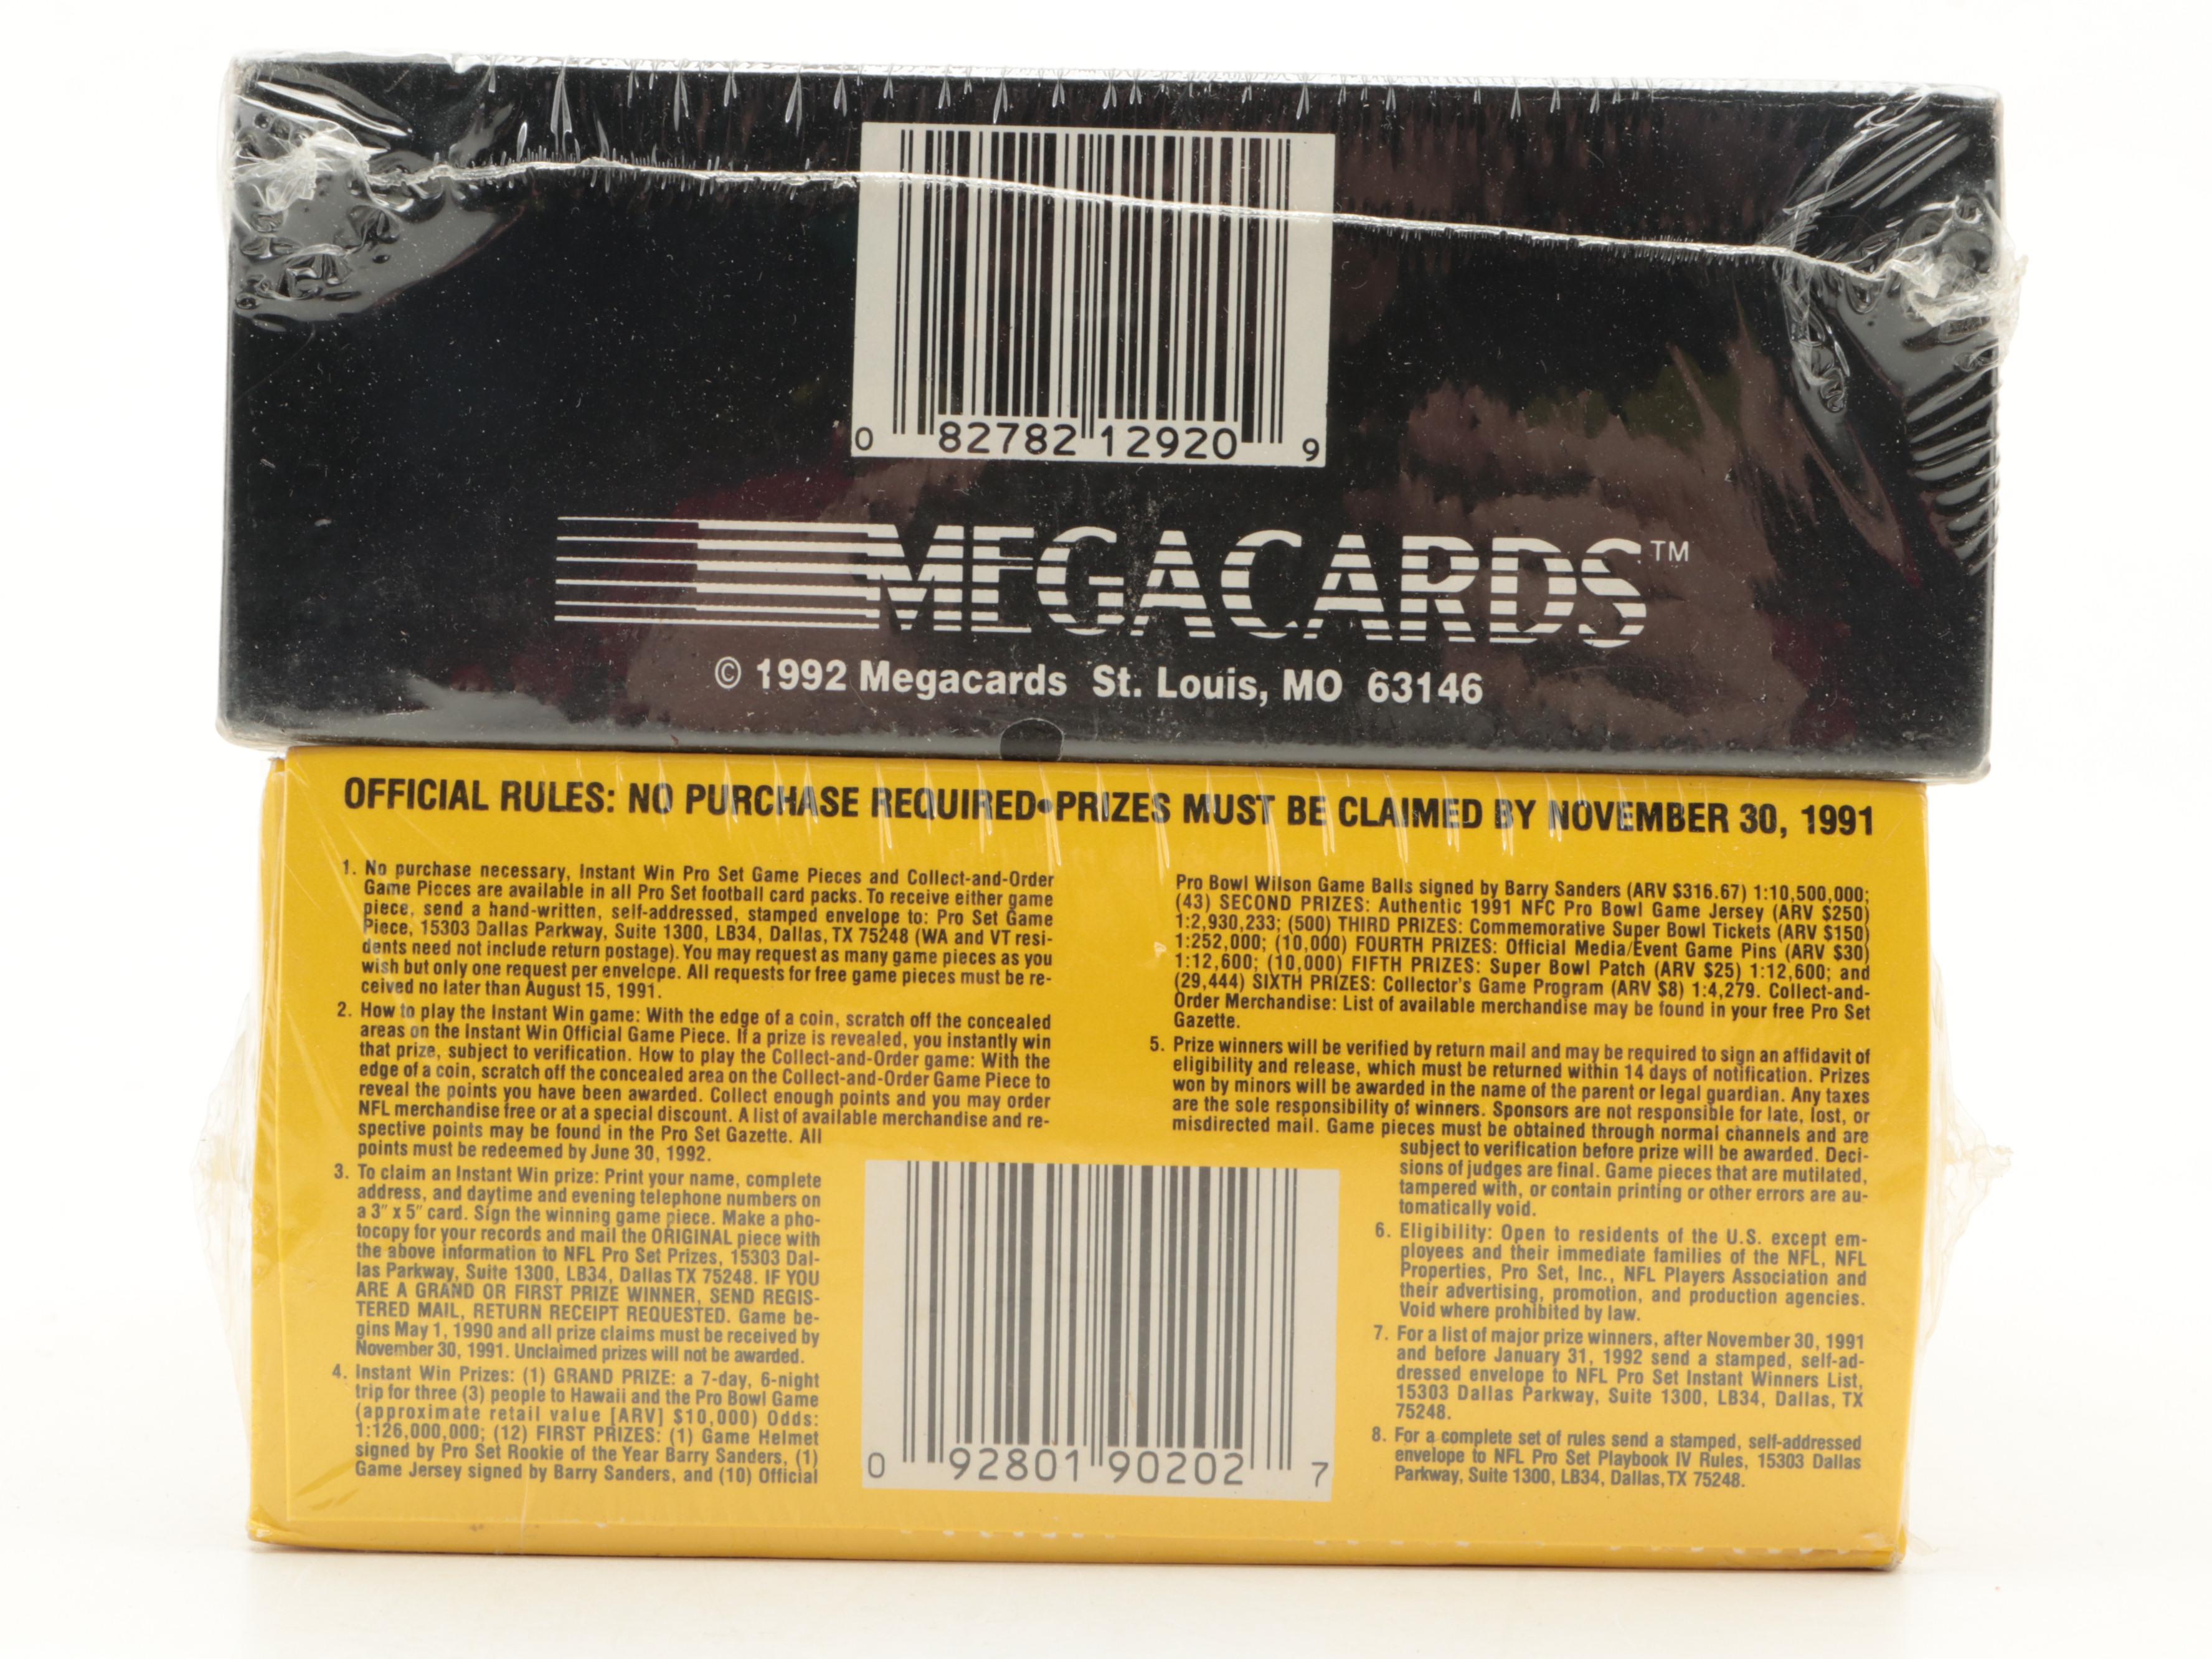 0 82782 12920 9
MEGACARDS™
© 1992 Megacards St. Louis, MO 63146
OFFICIAL RULES: NO PURCHASE REQUIRED•PRIZES MUST BE CLAIMED BY NOVEMBER 30, 1991
1. No purchase necessary, Instant Win Pro Set Game Pieces and Collect-and-Order
Game Pieces are available in all Pro Set football card packs. To receive either game
piece, send a hand-written, self-addressed, stamped envelope to: Pro Set Game
Piece, 15303 Dallas Parkway, Suite 1300, LB34, Dallas, TX 75248 (WA and VT resi-
dents need not include return postage). You may request as many game pieces as you
wish but only one request per envelope. All requests for free game pieces must be re-
ceived no later than August 15, 1991.
2. How to play the Instant Win game: With the edge of a coin, scratch off the concealed
areas on the Instant Win Official Game Piece. If a prize is revealed, you instantly win
that prize, subject to verification. How to play the Collect-and-Order game: With the
edge of a coin, scratch off the concealed area on the Collect-and-Order Game Piece to
reveal the points you have been awarded. Collect enough points and you may order
NFL merchandise free or at a special discount. A list of available merchandise and re-
spective points may be found in the Pro Set Gazette. All
points must be redeemed by June 30, 1992.
3. To claim an Instant Win prize: Print your name, complete
address, and daytime and evening telephone numbers on
a 3" x 5" card. Sign the winning game piece. Make a pho-
tocopy for your records and mail the ORIGINAL piece with
the above information to NFL Pro Set Prizes, 15303 Dal-
las Parkway, Suite 1300, LB34, Dallas TX 75248. IF YOU
ARE A GRAND OR FIRST PRIZE WINNER, SEND REGIS-
TERED MAIL, RETURN RECEIPT REQUESTED. Game be-
gins May 1, 1990 and all prize claims must be received by
November 30, 1991. Unclaimed prizes will not be awarded.
4. Instant Win Prizes: (1) GRAND PRIZE: a 7-day, 6-night
trip for three (3) people to Hawaii and the Pro Bowl Game
(approximate retail value [ARV] $10,000) Odds:
1:126,000,000; (12) FIRST PRIZES: (1) Game Helmet
signed by Pro Set Rookie of the Year Barry Sanders, (1)
Game Jersey signed by Barry Sanders, and (10) Official
Pro Bowl Wilson Game Balls signed by Barry Sanders (ARV $316.67) 1:10,500,000;
(43) SECOND PRIZES: Authentic 1991 NFC Pro Bowl Game Jersey (ARV $250)
1:2,930,233; (500) THIRD PRIZES: Commemorative Super Bowl Tickets (ARV $150)
1:252,000; (10,000) FOURTH PRIZES: Official Media/Event Game Pins (ARV $30)
1:12,600; (10,000) FIFTH PRIZES: Super Bowl Patch (ARV $25) 1:12,600; and
(29,444) SIXTH PRIZES: Collector's Game Program (ARV $8) 1:4,279. Collect-and-
Order Merchandise: List of available merchandise may be found in your free Pro Set
Gazette.
5. Prize winners will be verified by return mail and may be required to sign an affidavit of
eligibility and release, which must be returned within 14 days of notification. Prizes
won by minors will be awarded in the name of the parent or legal guardian. Any taxes
are the sole responsibility of winners. Sponsors are not responsible for late, lost, or
misdirected mail. Game pieces must be obtained through normal channels and are
subject to verification before prize will be awarded. Deci-
sions of judges are final. Game pieces that are mutilated,
tampered with, or contain printing or other errors are au-
tomatically void.
6. Eligibility: Open to residents of the U.S. except em-
ployees and their immediate families of the NFL, NFL
Properties, Pro Set, Inc., NFL Players Association and
their advertising, promotion, and production agencies.
Void where prohibited by law.
7. For a list of major prize winners, after November 30, 1991
and before January 31, 1992 send a stamped, self-ad-
dressed envelope to NFL Pro Set Instant Winners List,
15303 Dallas Parkway, Suite 1300, LB34, Dallas, TX
75248.
8. For a complete set of rules send a stamped, self-addressed
envelope to NFL Pro Set Playbook IV Rules, 15303 Dallas
Parkway, Suite 1300, LB34, Dallas, TX 75248.
0 92801 90202 7